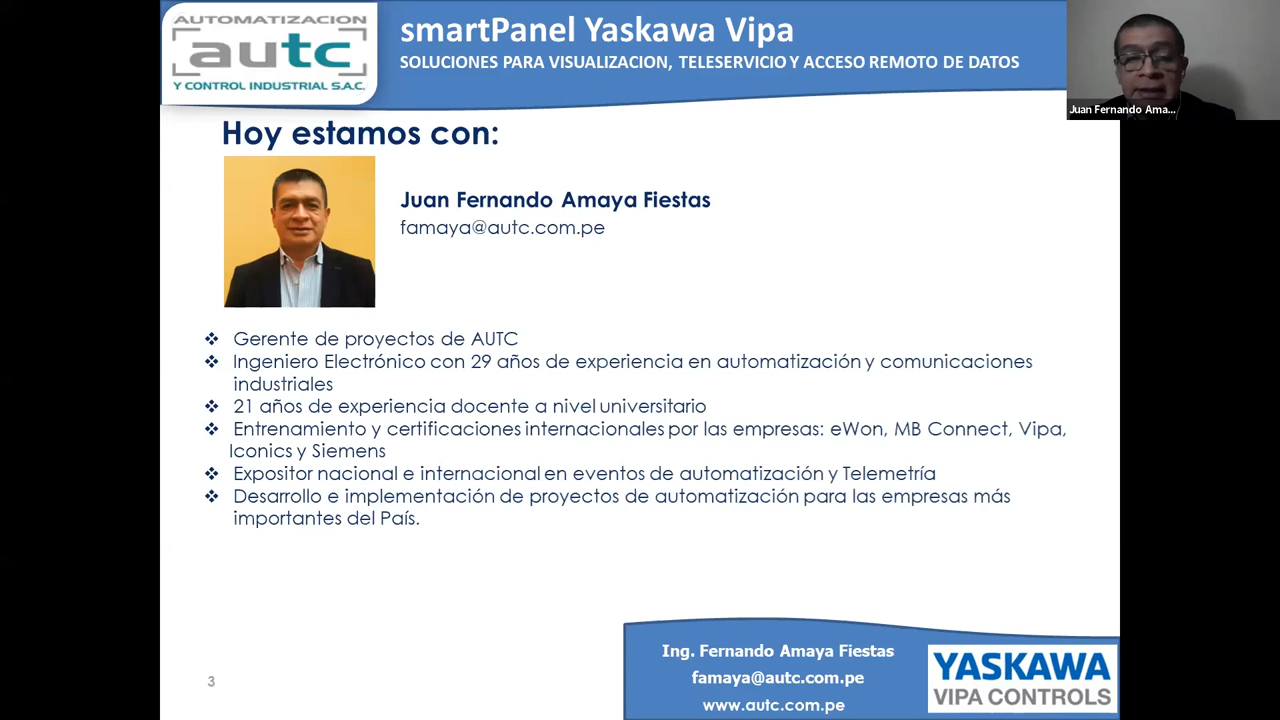 AUTOMATIZACION
autc
Y CONTROL INDUSTRIAL S.A.C.
smartPanel Yaskawa Vipa
SOLUCIONES PARA VISUALIZACION, TELESERVICIO Y ACCESO REMOTO DE DATOS
Juan Fernando Ama...
Hoy estamos con:
Juan Fernando Amaya Fiestas
famaya@autc.com.pe
❖ Gerente de proyectos de AUTC
❖ Ingeniero Electrónico con 29 años de experiencia en automatización y comunicaciones
industriales
❖ 21 años de experiencia docente a nivel universitario
❖ Entrenamiento y certificaciones internacionales por las empresas: eWon, MB Connect, Vipa,
Iconics y Siemens
❖ Expositor nacional e internacional en eventos de automatización y Telemetría
❖ Desarrollo e implementación de proyectos de automatización para las empresas más
importantes del País.
3
Ing. Fernando Amaya Fiestas
famaya@autc.com.pe
www.autc.com.pe
YASKAWA
VIPA CONTROLS